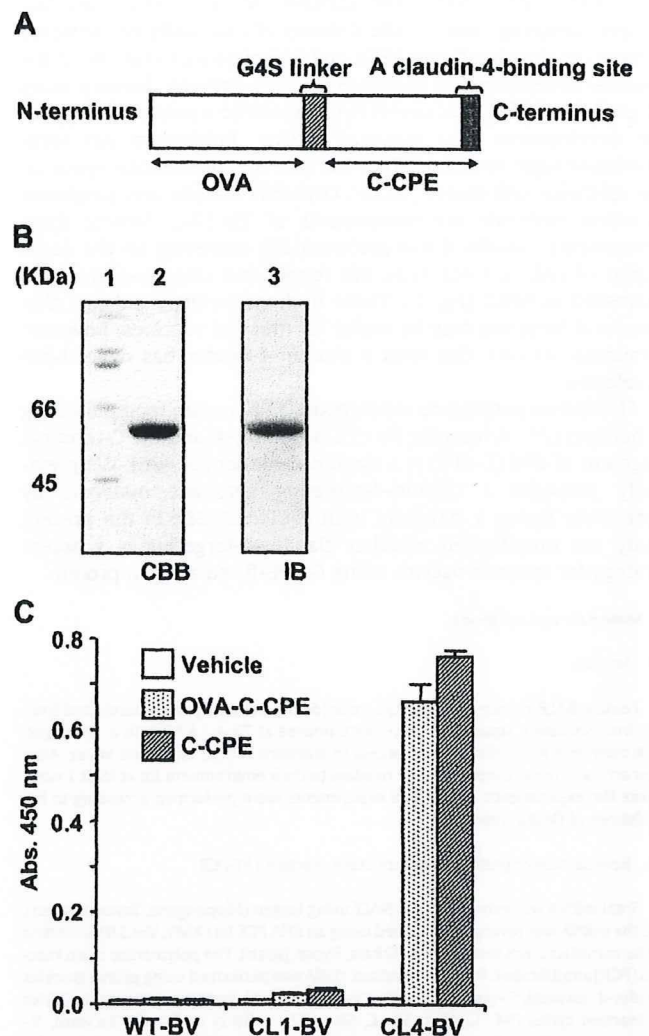 A
G4S linker A claudin-4-binding site
N-terminus C-terminus
OVA C-CPE
B
(KDa) 1 2 3
66
45
CBB IB
C
0.8
Vehicle
OVA-C-CPE
C-CPE
0.6
Abs. 450 nm
0.4
0.2
0.0
WT-BV CL1-BV CL4-BV